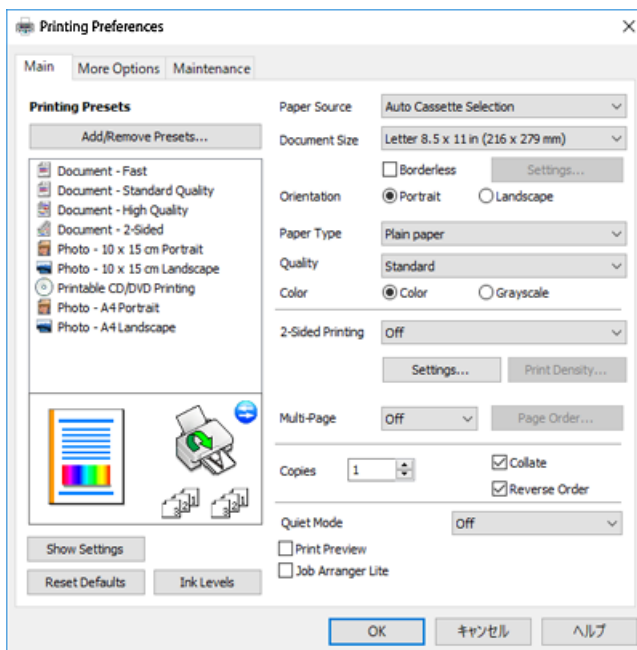 Printing Preferences
Main
More Options
Maintenance
Printing Presets
Add/Remove Presets...
Document - Fast
Document - Standard Quality
Document - High Quality
Document - 2-Sided
Photo - 10 x 15 cm Portrait
Photo - 10 x 15 cm Landscape
Printable CD/DVD Printing
Photo - A4 Portrait
Photo - A4 Landscape
Show Settings
Reset Defaults
Ink Levels
Paper Source
Auto Cassette Selection
Document Size
Letter 8.5 x 11 in (216 x 279 mm)
Borderless
Settings...
Orientation
Portrait
Landscape
Paper Type
Plain paper
Quality
Standard
Color
Color
Grayscale
2-Sided Printing
Off
Settings...
Print Density...
Multi-Page
Off
Page Order...
Copies
1
Collate
Reverse Order
Quiet Mode
Off
Print Preview
Job Arranger Lite
OK
キャンセル
ヘルプ